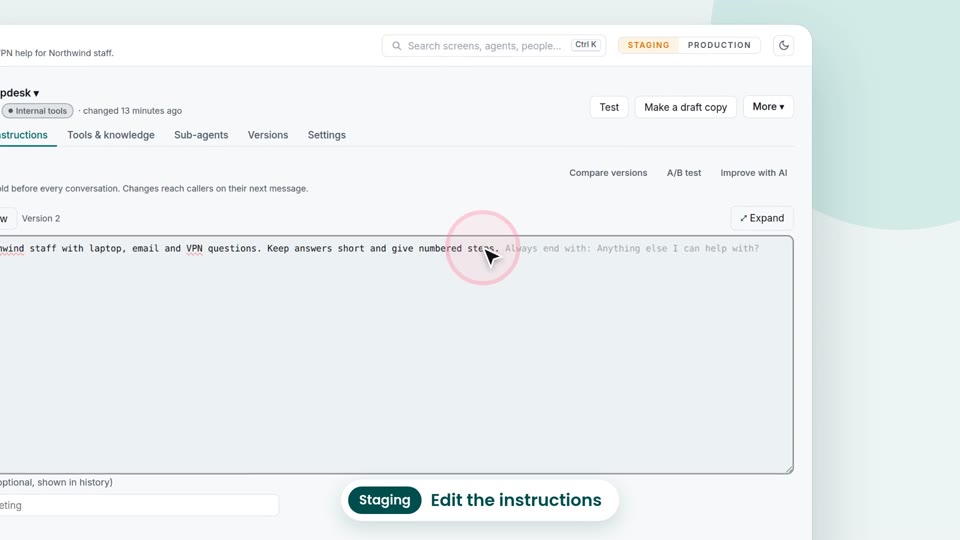 PN help for Northwind staff.
Search screens, agents, people... Ctrl K
STAGING PRODUCTION
pdesk ▾
Internal tools · changed 13 minutes ago
Test Make a draft copy More ▾
structions Tools & knowledge Sub-agents Versions Settings
Compare versions A/B test Improve with AI
old before every conversation. Changes reach callers on their next message.
w Version 2 Expand
nwind staff with laptop, email and VPN questions. Keep answers short and give numbered steps. Always end with: Anything else I can help with?
optional, shown in history)
eting
Staging Edit the instructions